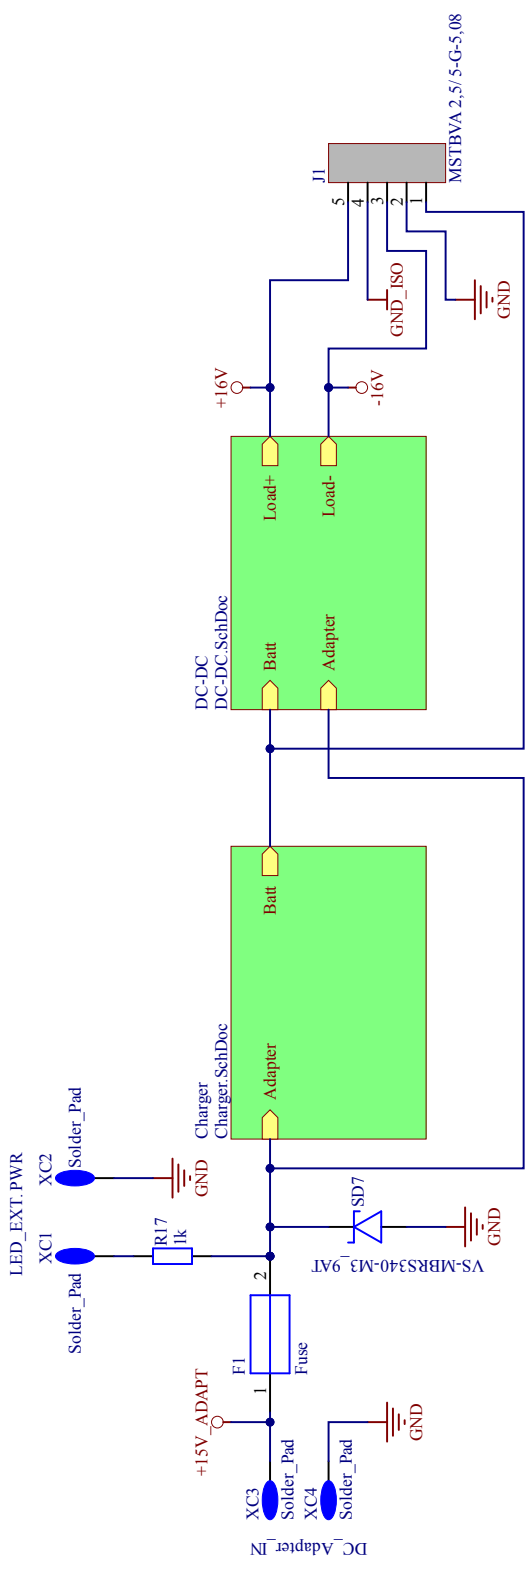 DC_Adapter_IN
XC3
Solder_Pad
XC4
Solder_Pad
GND
+15V_ADAPT
F1
1
2
Fuse
LED_EXT.PWR
XC1
Solder_Pad
R17
1k
XC2
Solder_Pad
GND
SD7
VS-MBRS340-M3_9AT
GND
Charger
Charger.SchDoc
Adapter
Batt
DC-DC
DC-DC.SchDoc
Batt
Adapter
Load+
Load-
+16V
-16V
GND_ISO
GND
J1
5
4
3
2
1
MSTBVA 2,5/ 5-G-5,08